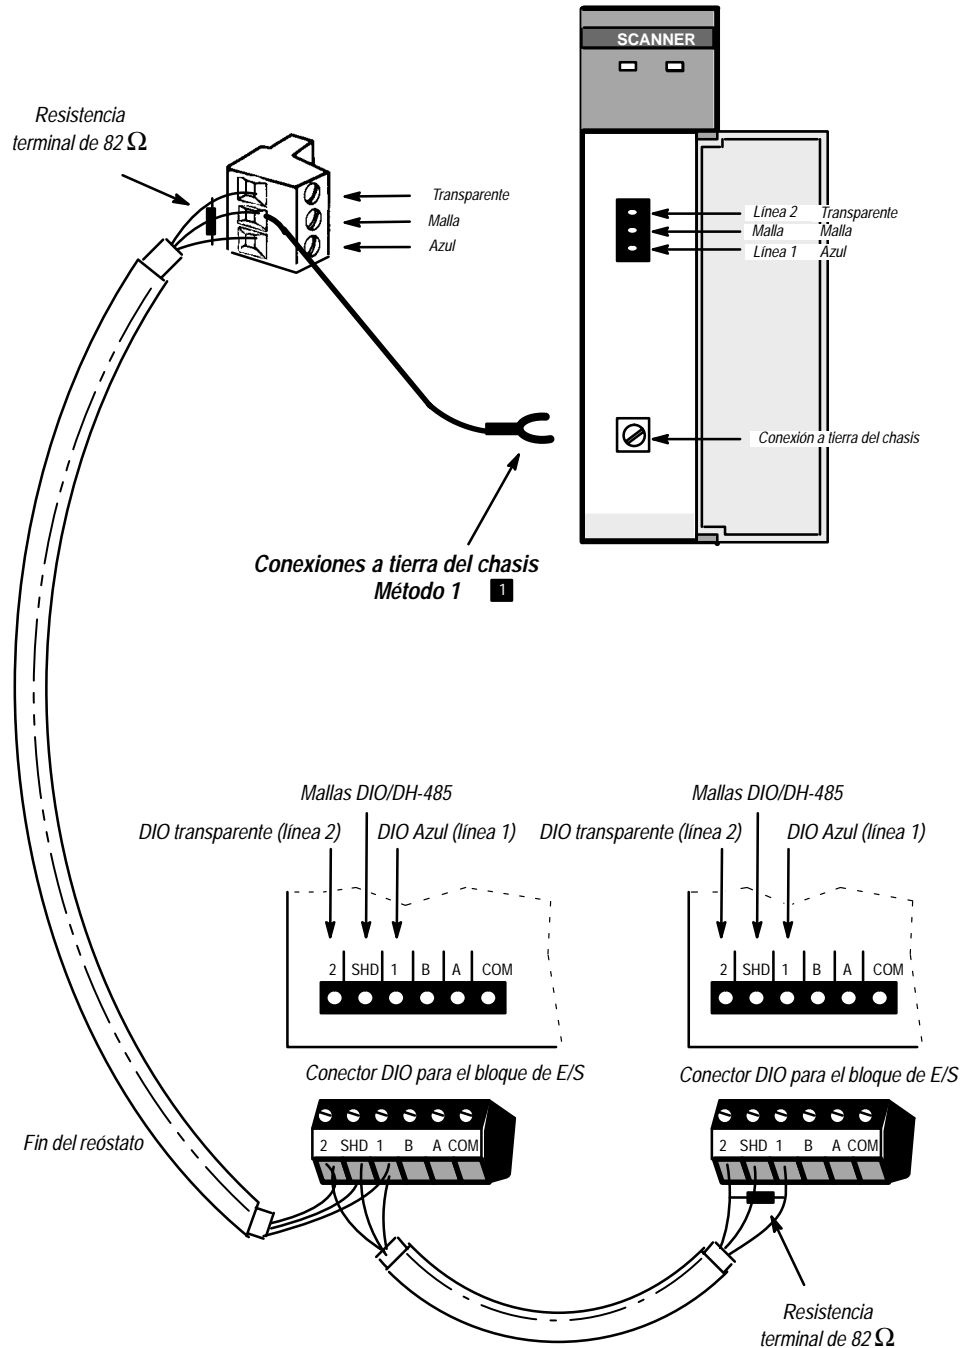 SCANNER
Resistencia
terminal de 82 Ω
Transparente
Malla
Azul
Línea 2 Transparente
Malla Malla
Línea 1 Azul
Conexión a tierra del chasis
Conexiones a tierra del chasis
Método 1 1
Mallas DIO/DH-485
DIO transparente (línea 2) DIO Azul (línea 1)
2 SHD 1 B A COM
Conector DIO para el bloque de E/S
2 SHD 1 B A COM
Mallas DIO/DH-485
DIO transparente (línea 2) DIO Azul (línea 1)
2 SHD 1 B A COM
Conector DIO para el bloque de E/S
2 SHD 1 B A COM
Fin del reóstato
Resistencia
terminal de 82 Ω